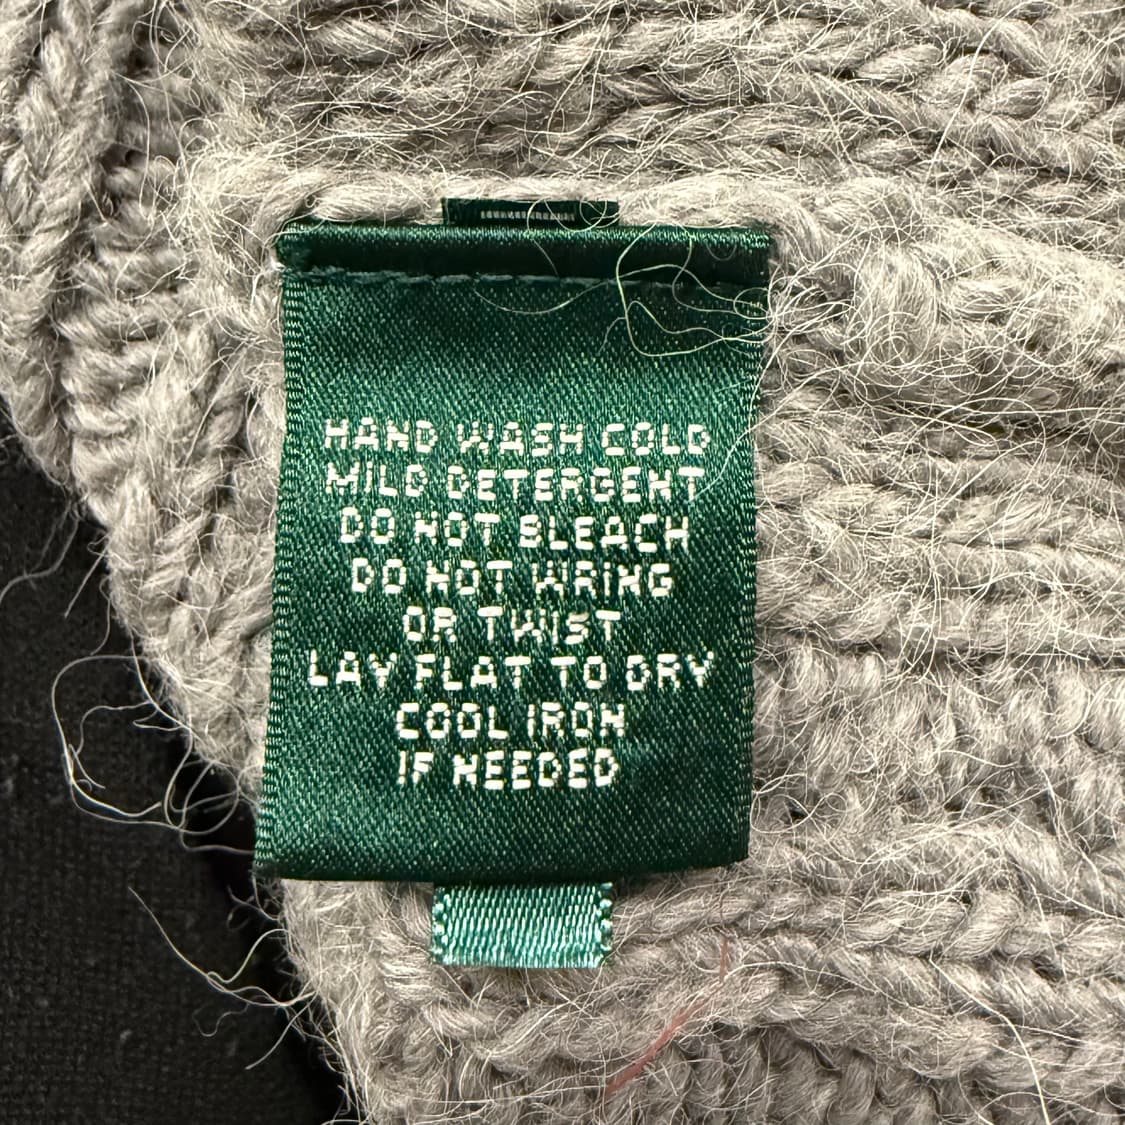 HAND WASH COLD
MILD DETERGENT
DO NOT BLEACH
DO NOT WRING
OR TWIST
LAY FLAT TO DRY
COOL IRON
IF NEEDED